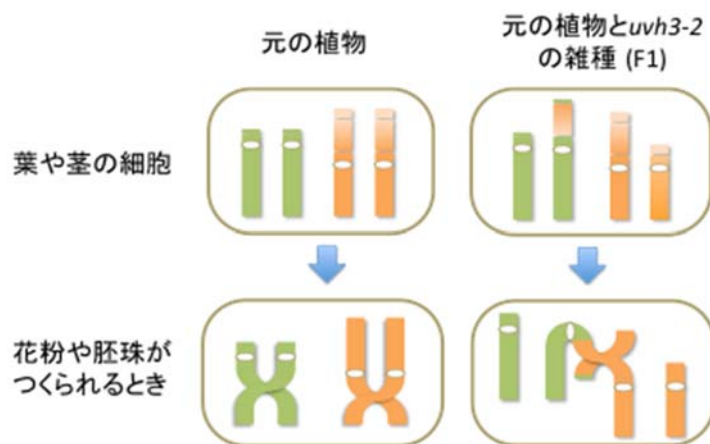 元の植物
元の植物とuvh3-2
の雑種 (F1)
葉や茎の細胞
花粉や胚珠が
つくられるとき